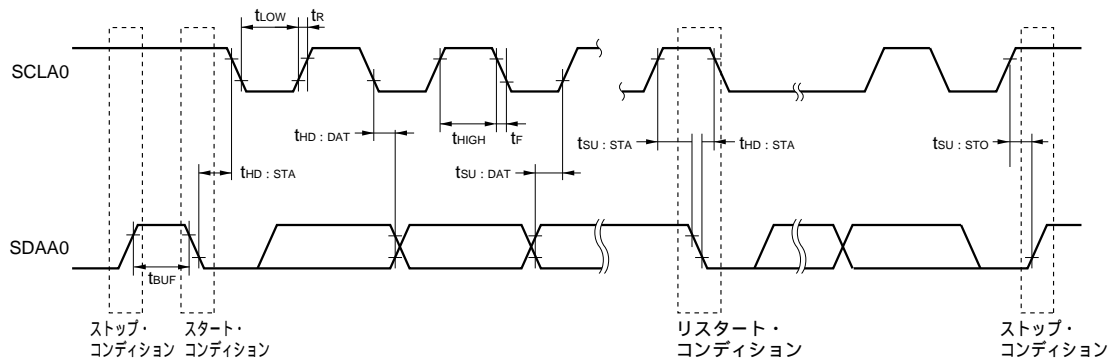 tLOW tR
SCLA0
tHD : DAT tHIGH tF tSU : STA tHD : STA tSU : STO
tHD : STA tSU : DAT
SDAA0
tBUF
ストップ・
コンディション
スタート・
コンディション
リスタート・
コンディション
ストップ・
コンディション